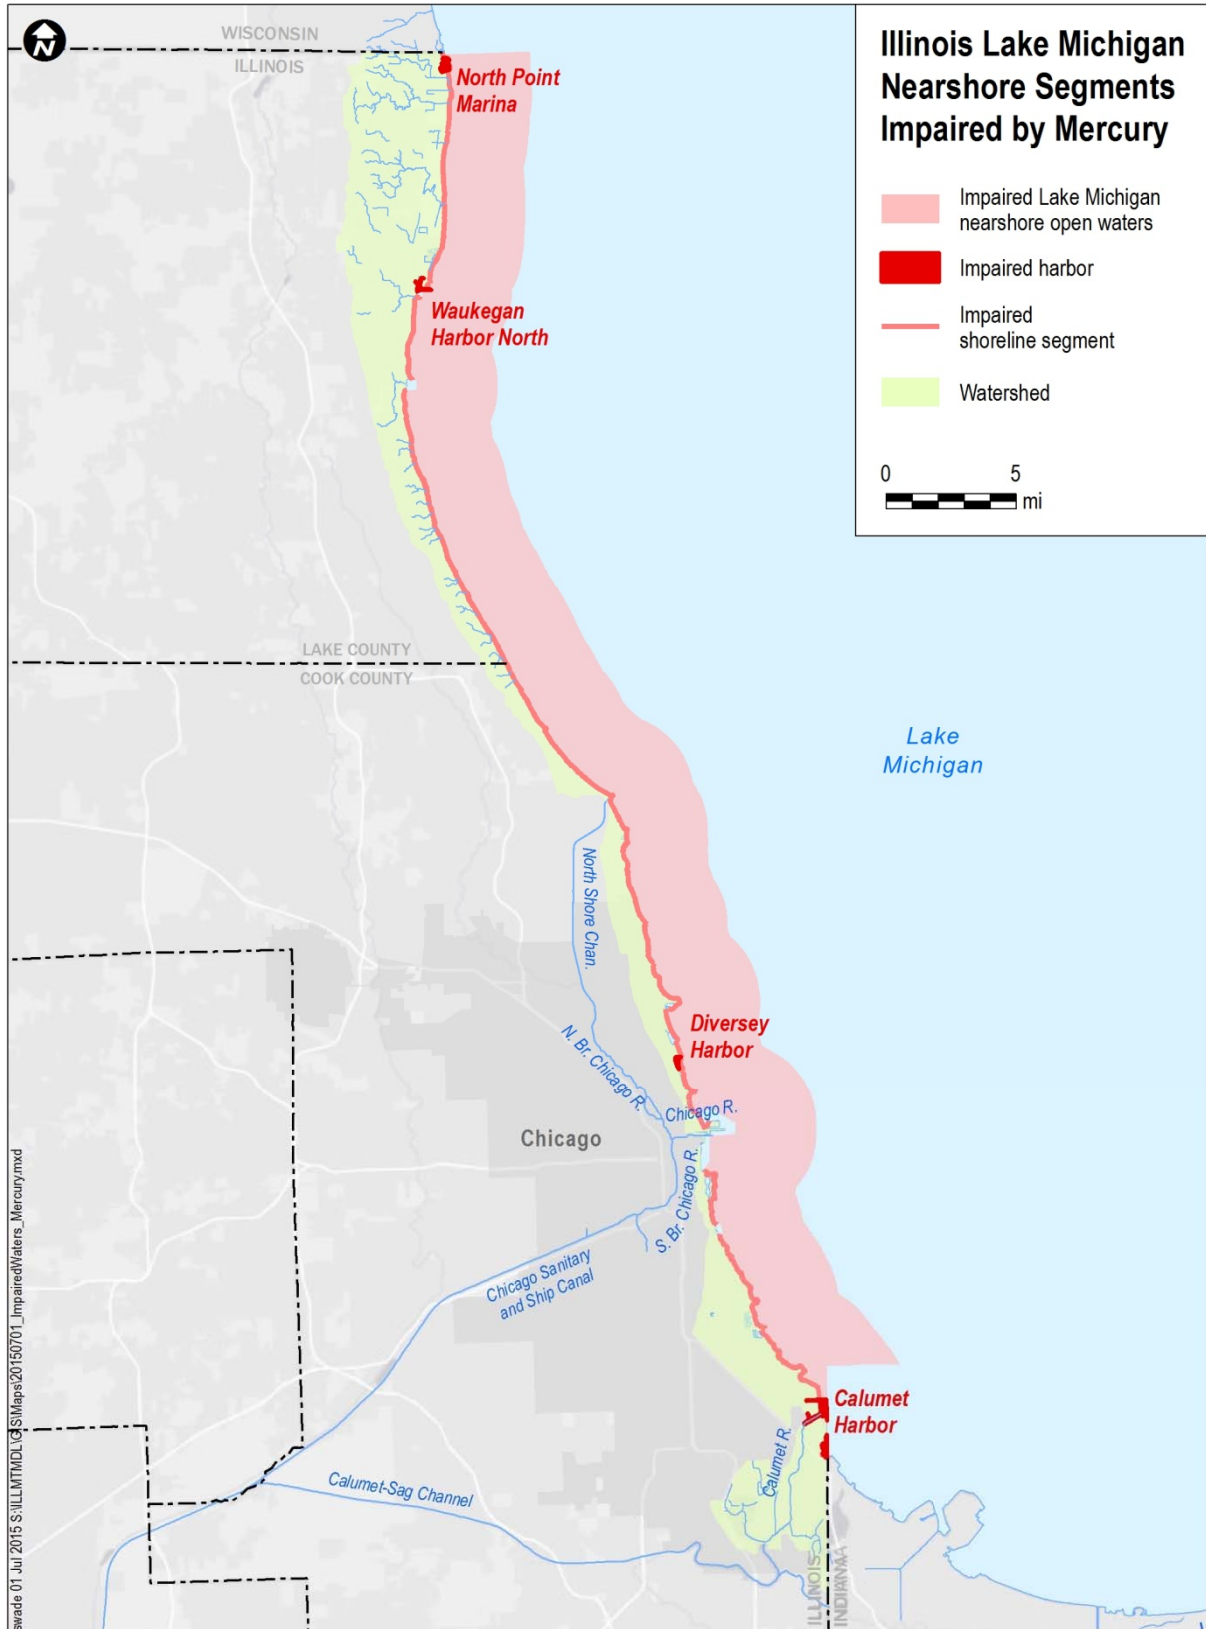 N
WISCONSIN
ILLINOIS
North Point
Marina
Waukegan
Harbor North
Illinois Lake Michigan
Nearshore Segments
Impaired by Mercury
Impaired Lake Michigan
nearshore open waters
Impaired harbor
Impaired
shoreline segment
Watershed
0 5
mi
LAKE COUNTY
COOK COUNTY
Lake
Michigan
North Shore Chan.
N. Br. Chicago R.
Diversey
Harbor
Chicago R.
Chicago
S. Br. Chicago R.
Chicago Sanitary
and Ship Canal
Calumet
Harbor
Calumet R.
Calumet-Sag Channel
ILLINOIS
INDIANA
swade 01 Jul 2015 S:\ILLMTMDL\GIS\Maps\20150701_ImpairedWaters_Mercury.mxd